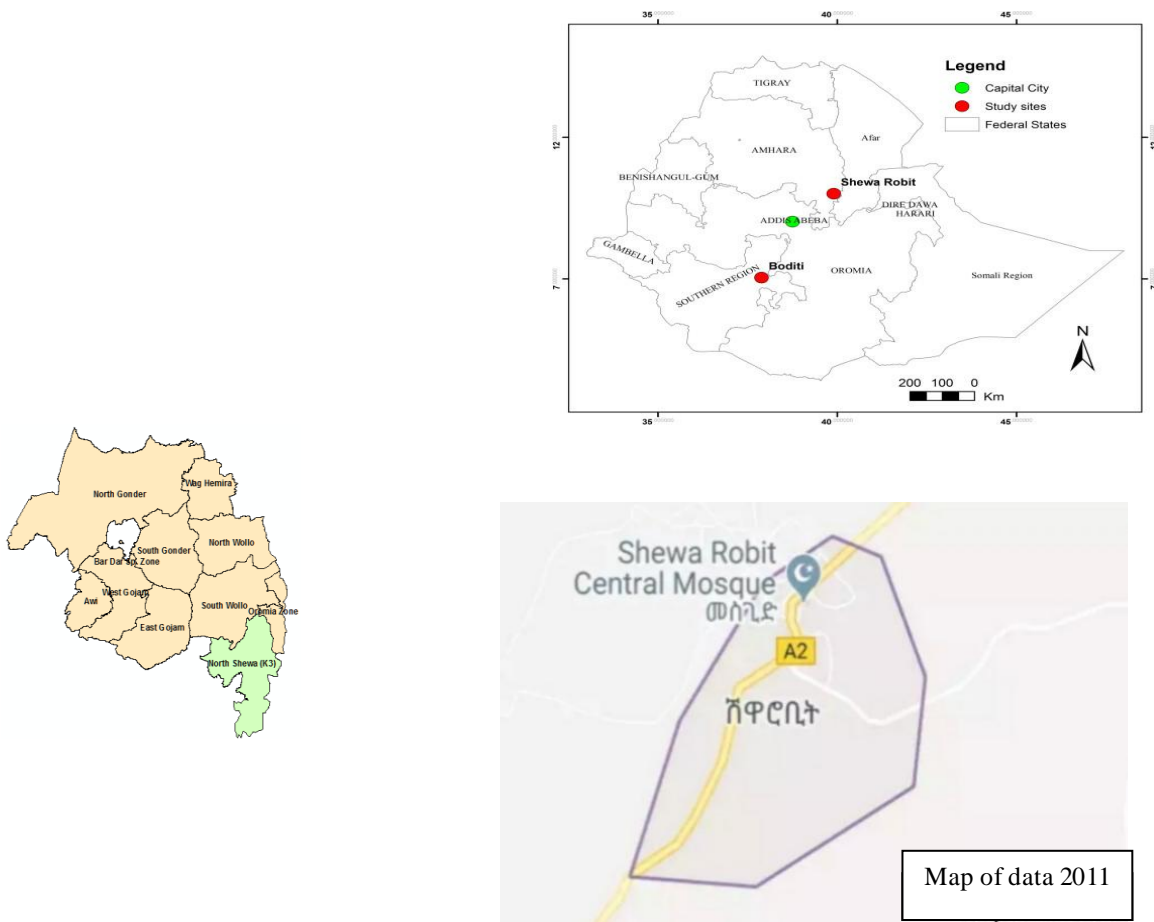 35
40
45
Legend
Capital City
Study sites
Federal States
TIGRAY
12
12
Afar
AMHARA
BENISHANGUL-GUM
Shewa Robit
DIRE DAWA
HARARI
ADDIS ABEBA
GAMBELLA
Boditi
SOUTHERN REGION
OROMIA
Somali Region
7
7
N
200 100 0
Km
35
40
45
North Gonder
Wag Hemira
South Gonder
North Wollo
Bar Dar Sp. Zone
West Gojam
Awi
South Wollo
Oromia Zone
East Gojam
North Shewa (K3)
Shewa Robit
Central Mosque
መስጊድ
A2
ሸዋሮቢት
Map of data 2011